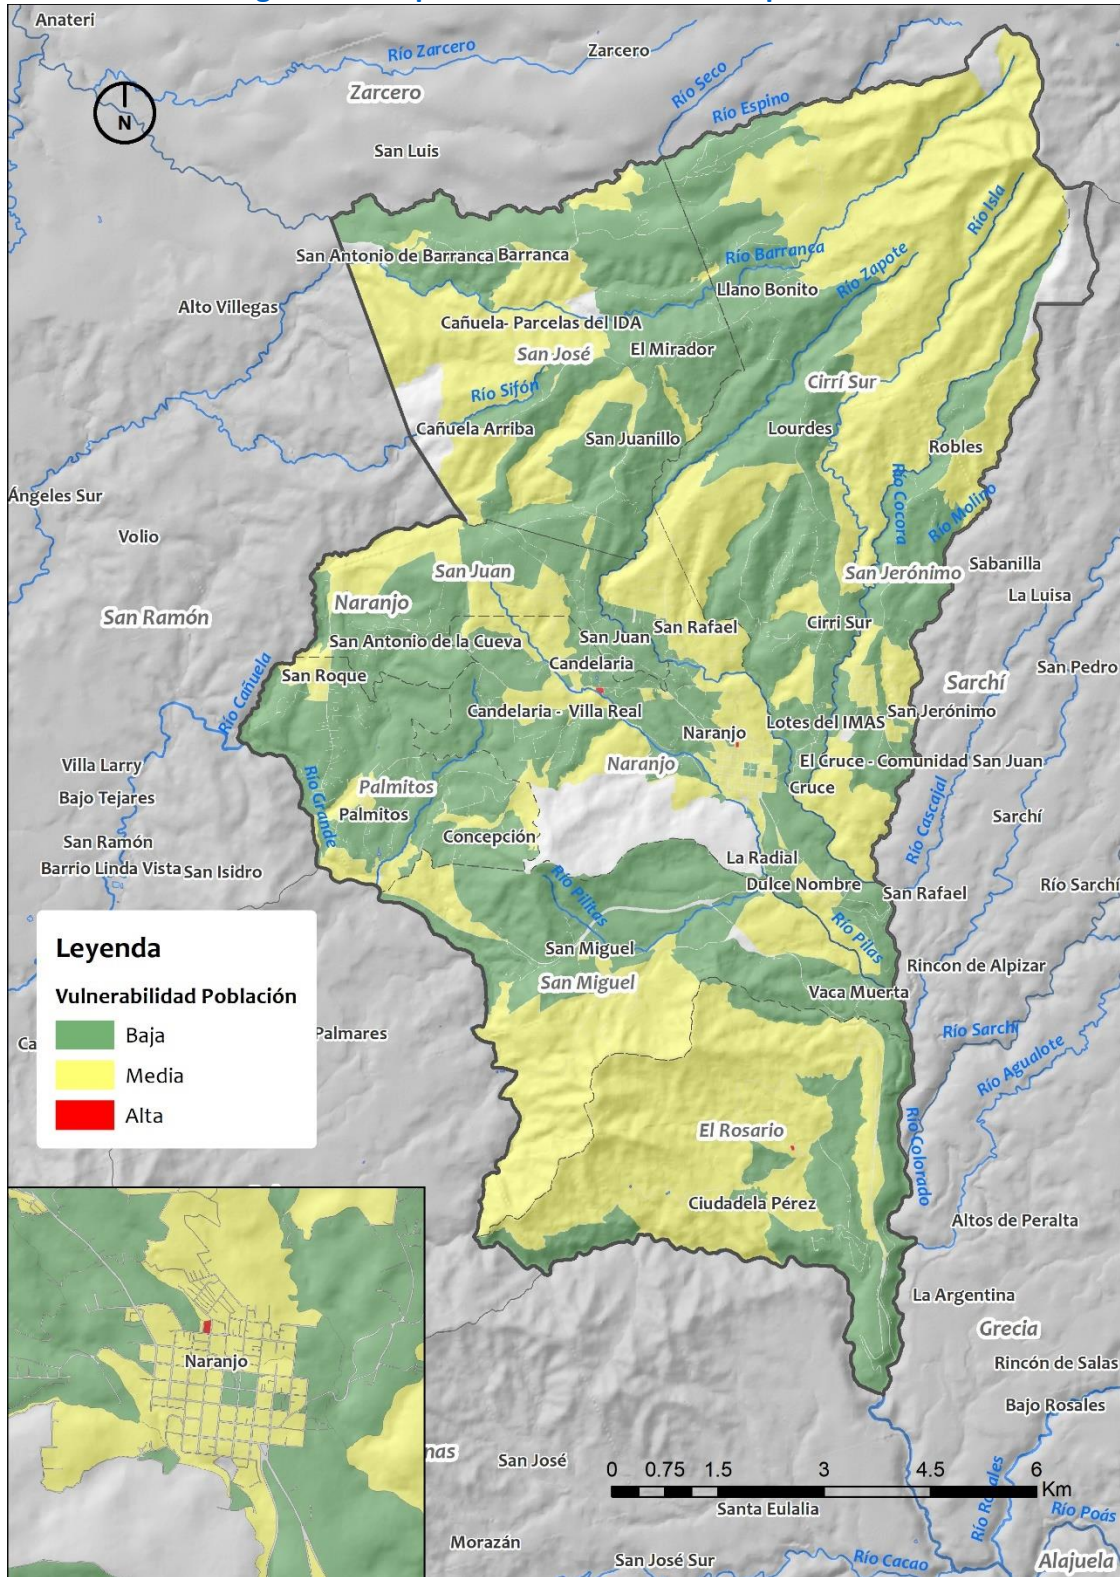 Anateri
Río Zarcero
Zarcero
Zarcero
Río Seco
Río Espino
N
San Luis
Río Isla
San Antonio de Barranca
Barranca
Río Barranca
Río Zapote
Llano Bonito
Alto Villegas
Cañuela- Parcelas del IDA
San José
El Mirador
Río Sifón
Cirrí Sur
Cañuela Arriba
San Juanillo
Lourdes
Robles
Ángeles Sur
Río Cocora
Río Molino
Volio
San Juan
San Jerónimo
Sabanilla
La Luisa
Naranjo
San Ramón
San Antonio de la Cueva
San Juan
San Rafael
Cirri Sur
Candelaria
San Pedro
San Roque
Sarchí
Río Cañuela
Candelaria - Villa Real
Naranjo
Lotes del IMAS
San Jerónimo
Villa Larry
Naranjo
El Cruce - Comunidad San Juan
Bajo Tejares
Río Grande
Palmitos
Cruce
Palmitos
Río Cascajal
Sarchí
San Ramón
Concepción
La Radial
Barrio Linda Vista
San Isidro
Dulce Nombre
San Rafael
Río Sarchí
Río Pilitas
Río Pilas
San Miguel
Rincon de Alpizar
San Miguel
Vaca Muerta
Leyenda
Vulnerabilidad Población
Baja
Media
Alta
Palmares
Río Sarchí
Río Agualote
El Rosario
Río Colorado
Ciudadela Pérez
Altos de Peralta
La Argentina
Grecia
Rincón de Salas
Bajo Rosales
Naranjo
nas
San José
0 0.75 1.5 3 4.5 6
Km
Santa Eulalia
Río Poás
Morazán
San José Sur
Río Cacao
Alajuela